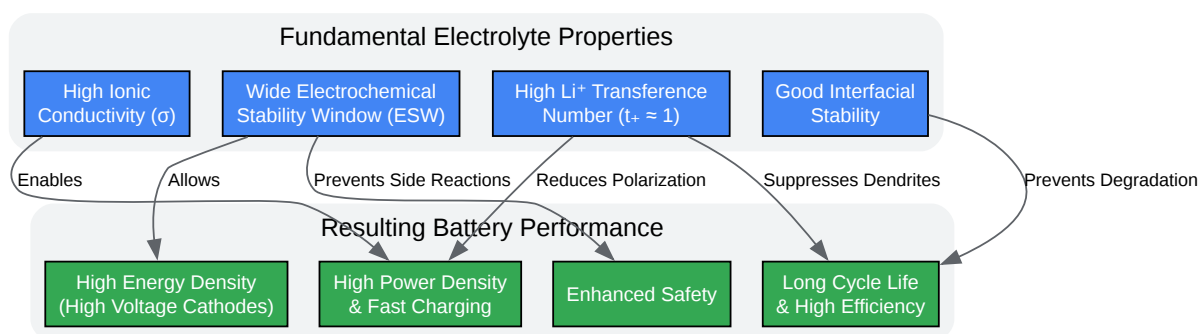 Fundamental Electrolyte Properties
High Ionic
Conductivity (σ)
Wide Electrochemical
Stability Window (ESW)
High Li⁺ Transference
Number (t₊ ≈ 1)
Good Interfacial
Stability
Enables
Allows
Prevents Side Reactions
Reduces Polarization
Suppresses Dendrites
Prevents Degradation
Resulting Battery Performance
High Energy Density
(High Voltage Cathodes)
High Power Density
& Fast Charging
Enhanced Safety
Long Cycle Life
& High Efficiency